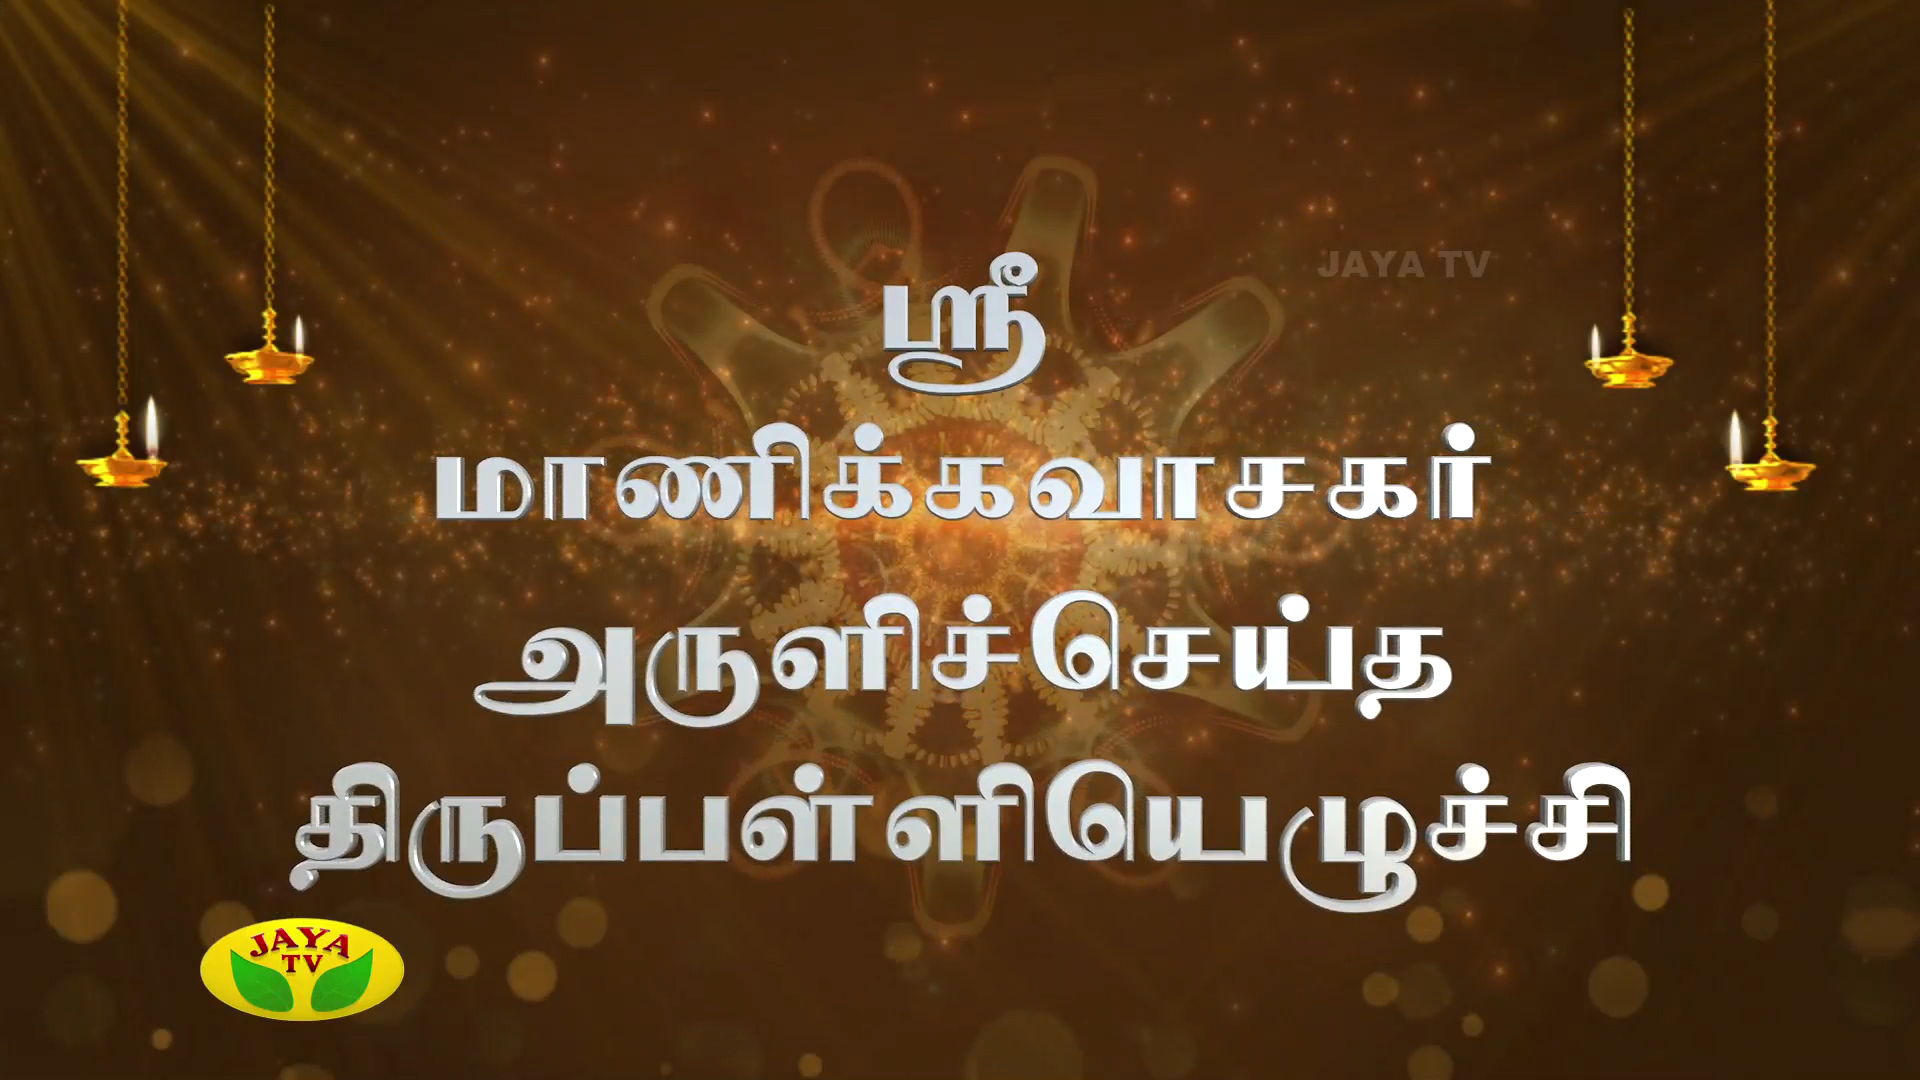 JAYA TV
ஸ்ரீ
மாணிக்கவாசகர்
அருளிச்செய்த
திருப்பள்ளியெழுச்சி
JAYA
TV